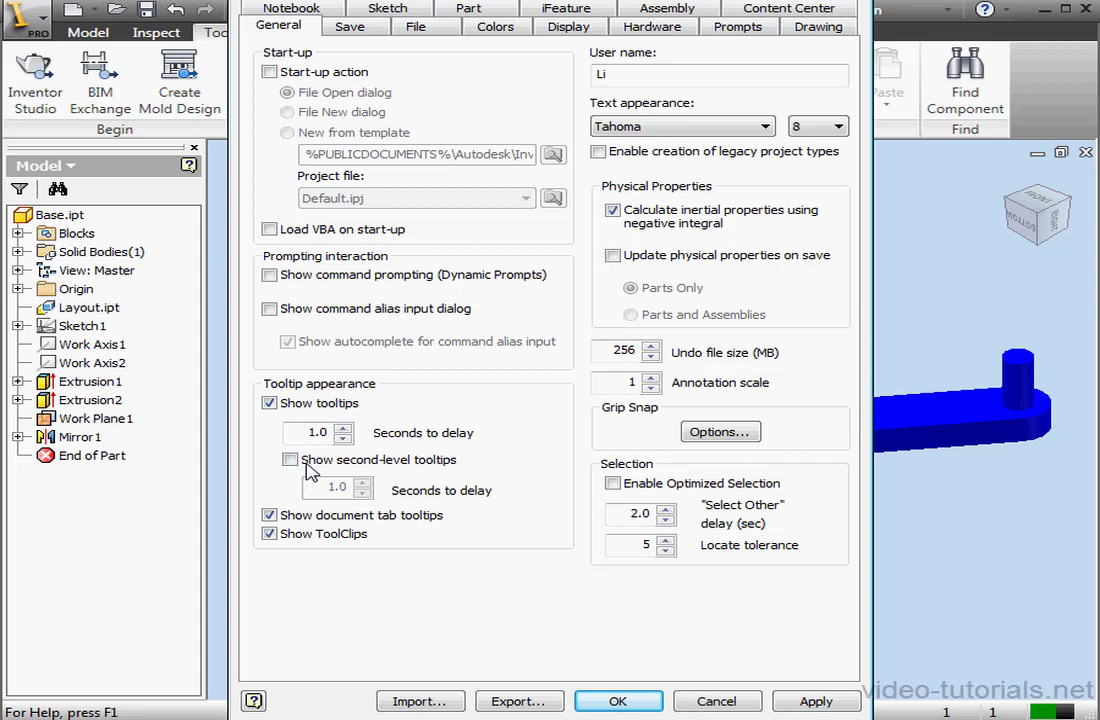 Notebook Sketch Part iFeature Assembly Content Center
General Save File Colors Display Hardware Prompts Drawing
PRO Model Inspect
Inventor Studio
BIM Exchange
Create Mold Design
Begin
Paste
Find Component
Find
Model
Base.ipt
Blocks
Solid Bodies(1)
View: Master
Origin
Layout.ipt
Sketch1
Work Axis1
Work Axis2
Extrusion1
Extrusion2
Work Plane1
Mirror1
End of Part
Start-up
Start-up action
File Open dialog
File New dialog
New from template
%PUBLICDOCUMENTS%\Autodesk\Inv
Project file:
Default.ipj
Load VBA on start-up
Prompting interaction
Show command prompting (Dynamic Prompts)
Show command alias input dialog
Show autocomplete for command alias input
Tooltip appearance
Show tooltips
1.0 Seconds to delay
Show second-level tooltips
1.0 Seconds to delay
Show document tab tooltips
Show ToolClips
User name:
Li
Text appearance:
Tahoma 8
Enable creation of legacy project types
Physical Properties
Calculate inertial properties using
negative integral
Update physical properties on save
Parts Only
Parts and Assemblies
256 Undo file size (MB)
1 Annotation scale
Grip Snap
Options...
Selection
Enable Optimized Selection
2.0 "Select Other"
delay (sec)
5 Locate tolerance
Import... Export... OK Cancel Apply
FRONT
BOTTOM
RIGHT
video-tutorials.net
For Help, press F1
1 1